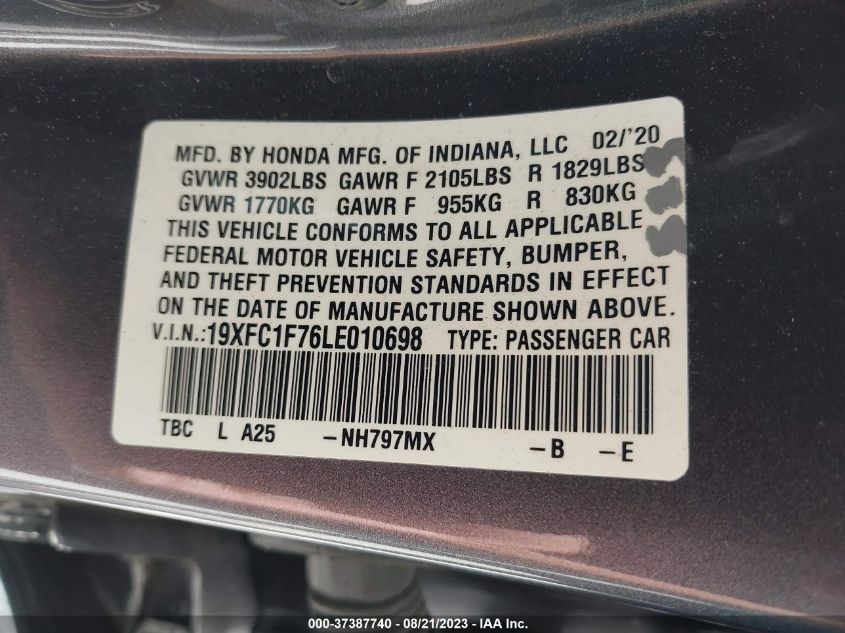 MFD. BY HONDA MFG. OF INDIANA, LLC 02/'20
GVWR 3902LBS GAWR F 2105LBS R 1829LBS
GVWR 1770KG GAWR F 955KG R 830KG
THIS VEHICLE CONFORMS TO ALL APPLICABLE
FEDERAL MOTOR VEHICLE SAFETY, BUMPER,
AND THEFT PREVENTION STANDARDS IN EFFECT
ON THE DATE OF MANUFACTURE SHOWN ABOVE.
V.I.N.:19XFC1F76LE010698 TYPE: PASSENGER CAR
TBC L A25 -NH797MX -B -E
000-37387740 - 08/21/2023 - IAA Inc.